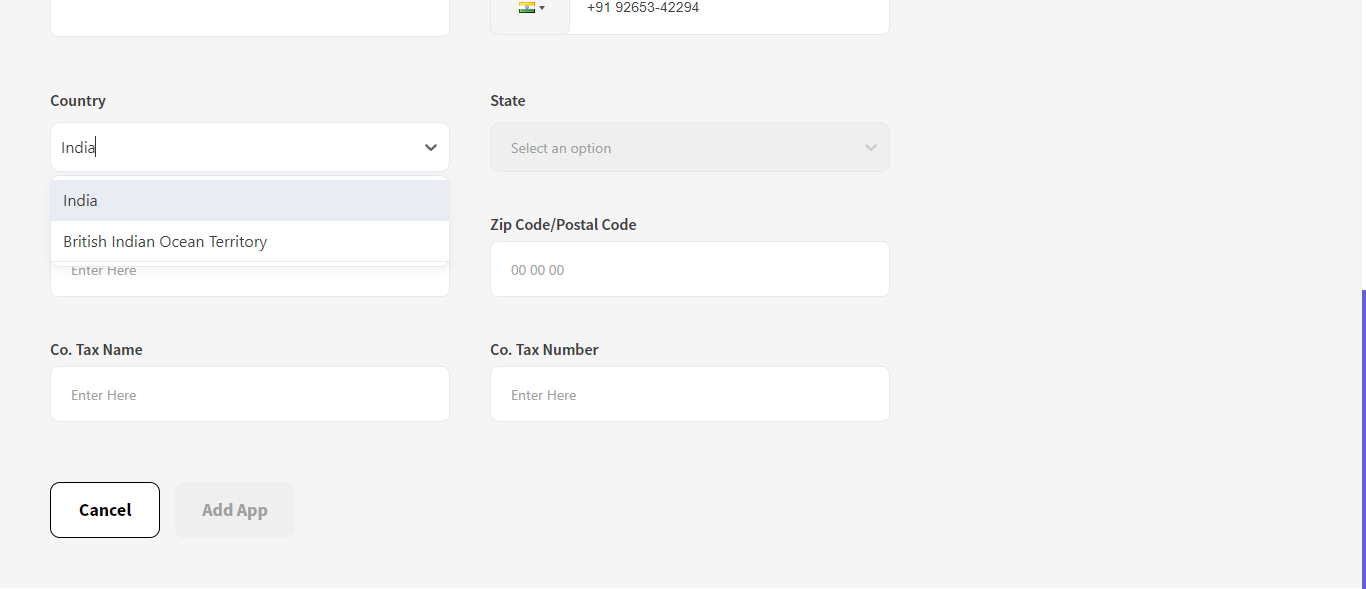 +91 92653-42294
Country
State
India
Select an option
India
Zip Code/Postal Code
British Indian Ocean Territory
Enter Here
00 00 00
Co. Tax Name
Co. Tax Number
Enter Here
Enter Here
Cancel
Add App